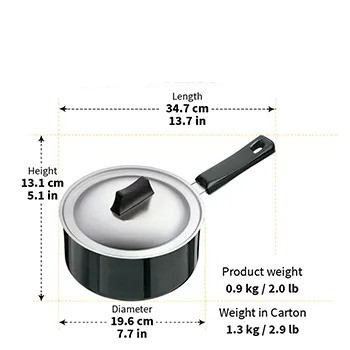 Length
34.7 cm
13.7 in
Height
13.1 cm
5.1 in
Product weight
0.9 kg / 2.0 lb
Diameter
19.6 cm
7.7 in
Weight in Carton
1.3 kg / 2.9 lb